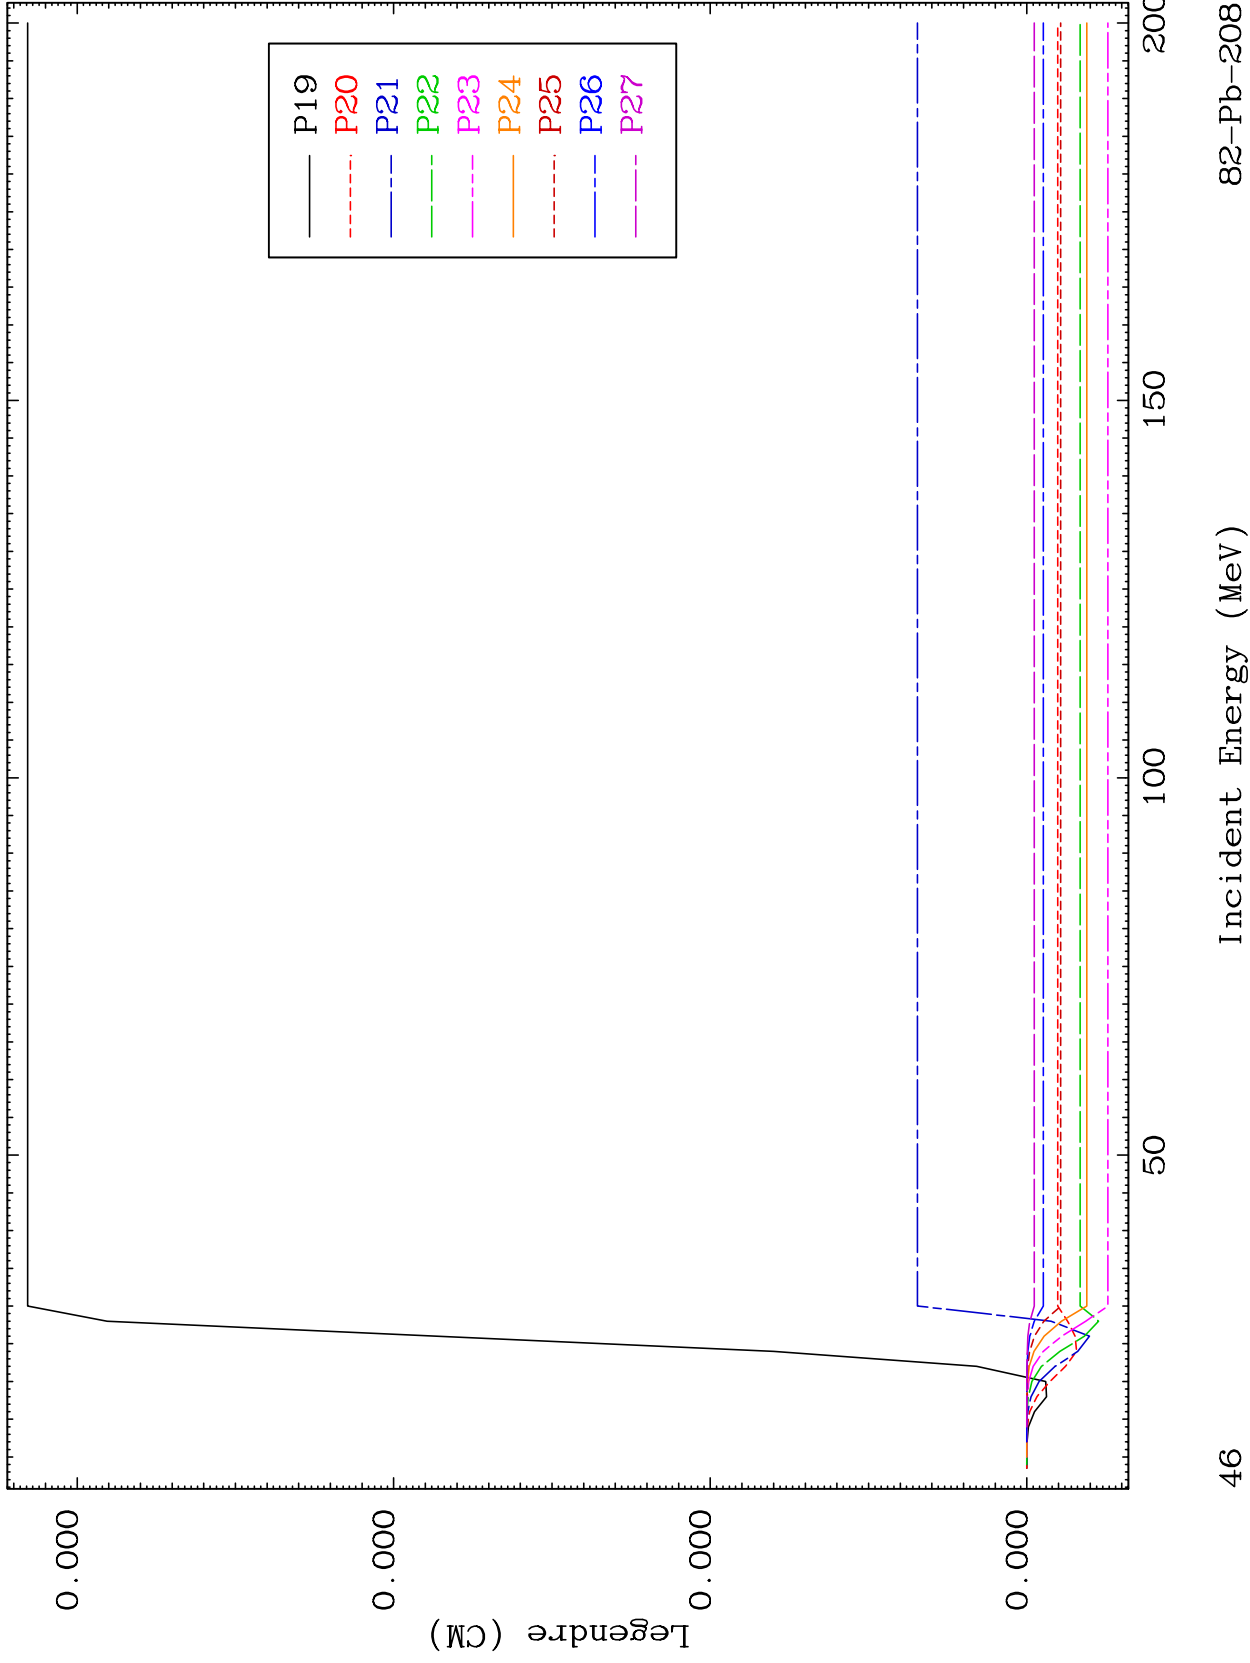 Legendre (CM)
0.000
0.000
0.000
0.000
P19
P20
P21
P22
P23
P24
P25
P26
P27
50
100
150
200
Incident Energy (MeV)
46
82-Pb-208